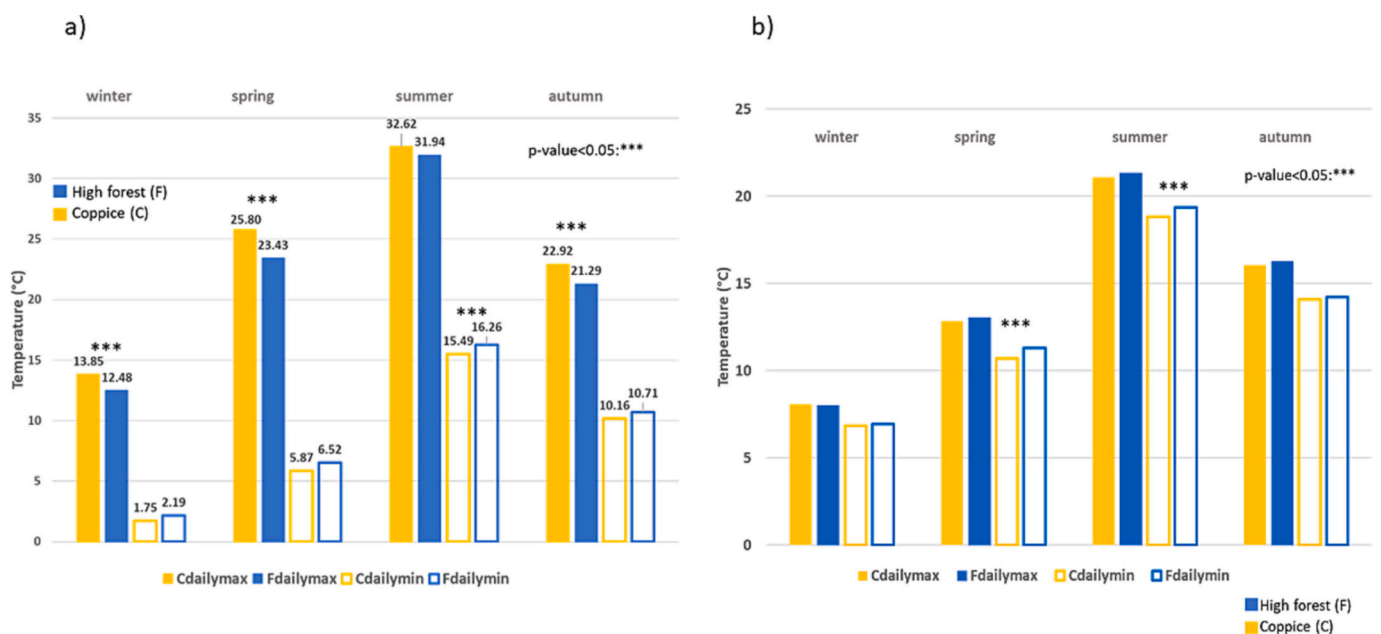 a)
winter spring summer autumn
35
30
25
20
15
10
5
0
Temperature (°C)
High forest (F)
Coppice (C)
p-value<0.05:***
***
13.85
12.48
1.75
2.19
***
25.80
23.43
5.87
6.52
32.62
31.94
***
15.49
16.26
***
22.92
21.29
10.16
10.71
Cdailymax Fdailymax Cdailymin Fdailymin
b)
25
20
15
10
5
0
Temperature (°C)
winter spring summer autumn
p-value<0.05:***
***
***
Cdailymax Fdailymax Cdailymin Fdailymin
High forest (F)
Coppice (C)